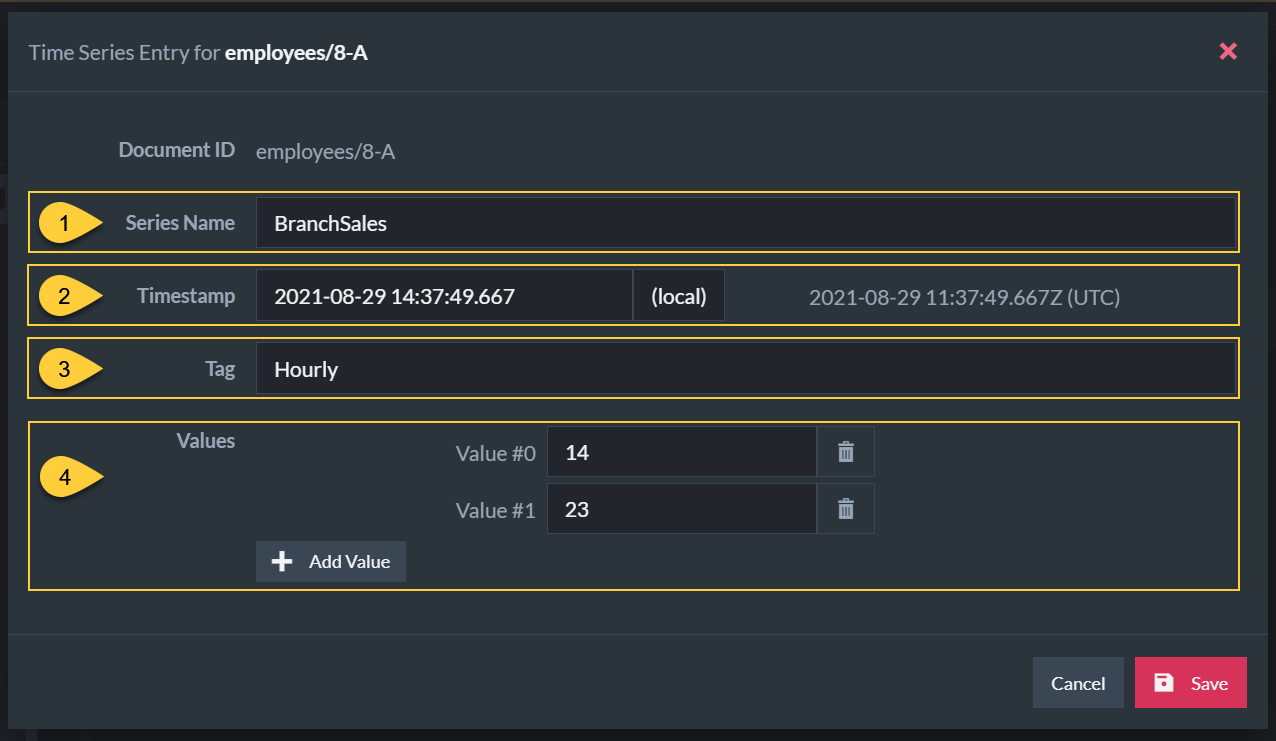 Time Series Entry for employees/8-A
Document ID employees/8-A
1 Series Name BranchSales
2 Timestamp 2021-08-29 14:37:49.667 (local) 2021-08-29 11:37:49.667Z (UTC)
3 Tag Hourly
Values Value #0 14
4
Value #1 23
Add Value
Cancel Save